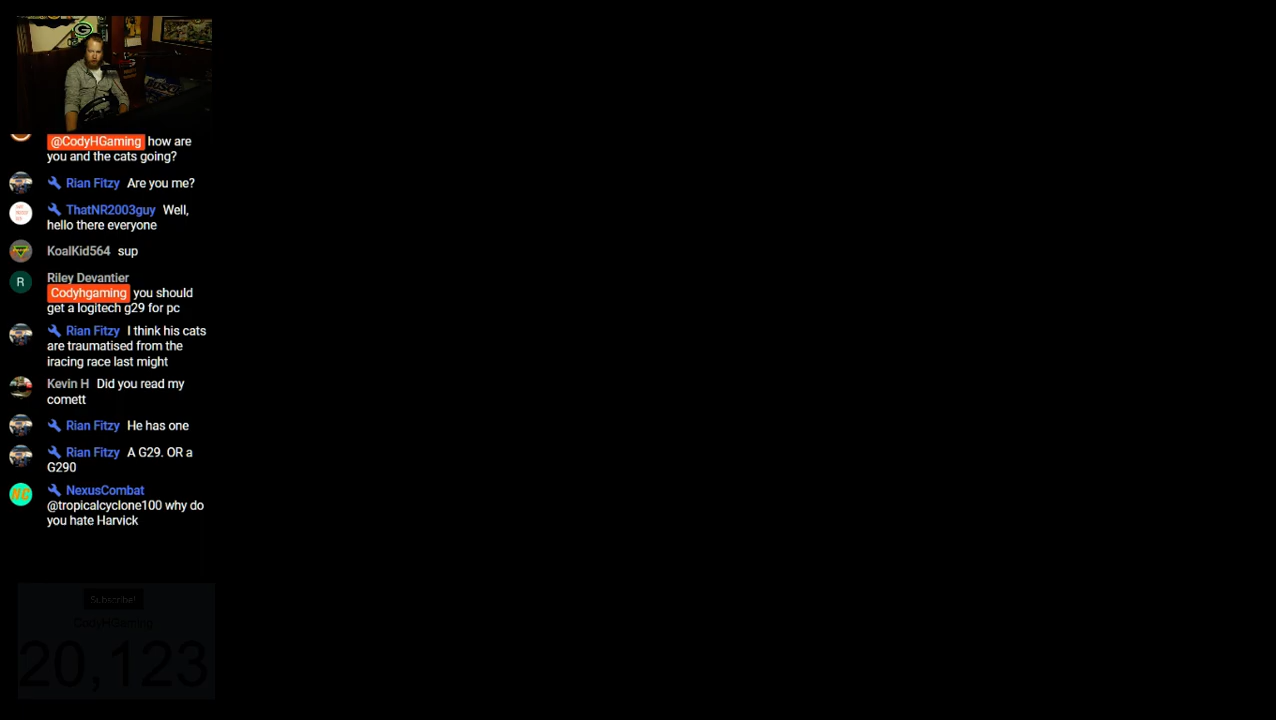 @CodyHGaming how are
you and the cats going?
Rian Fitzy Are you me?
ThatNR2003guy Well,
hello there everyone
KoalKid564 sup
R
Riley Devantier
Codyhgaming you should
get a logitech g29 for pc
Rian Fitzy I think his cats
are traumatised from the
iracing race last might
Kevin H Did you read my
comett
Rian Fitzy He has one
Rian Fitzy A G29. OR a
G290
NC
NexusCombat
@tropicalcyclone100 why do
you hate Harvick
Subscribe!
CodyHGaming
20,123